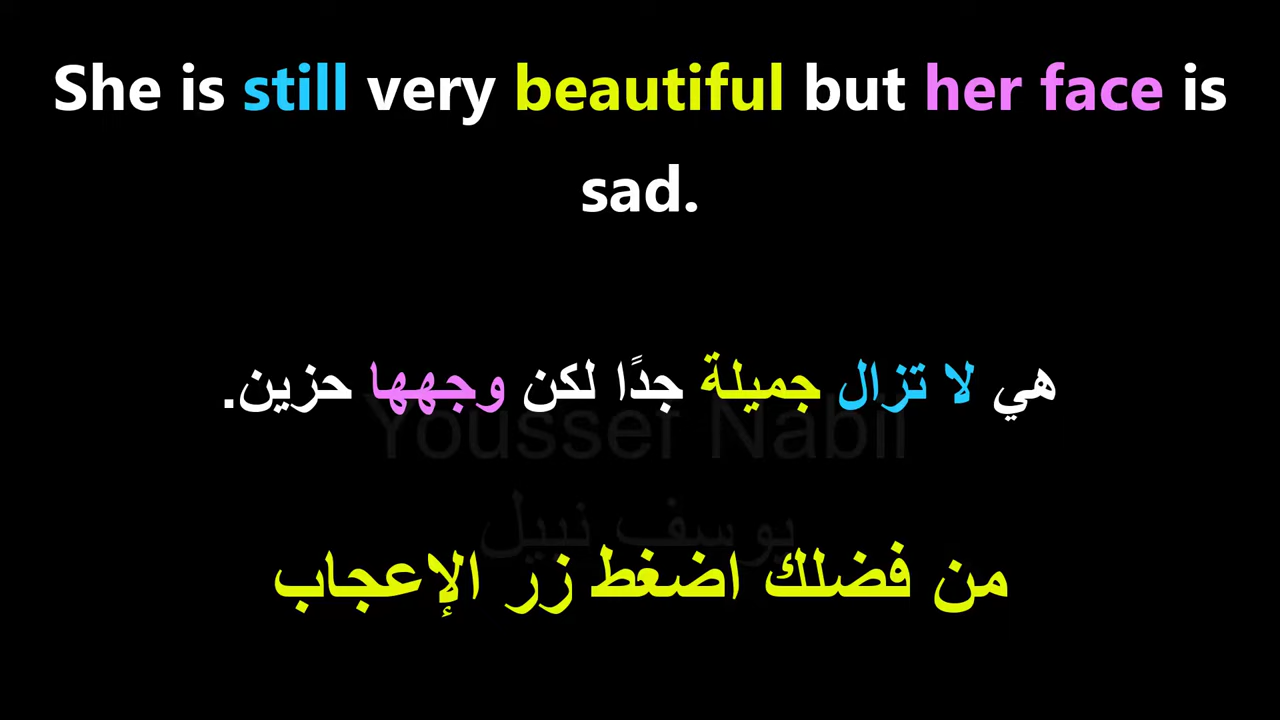 She is still very beautiful but her face is
sad.
هي لا تزال جميلة جدًا لكن وجهها حزين.
Youssef Nabil
يوسف نبيل
من فضلك اضغط زر الإعجاب